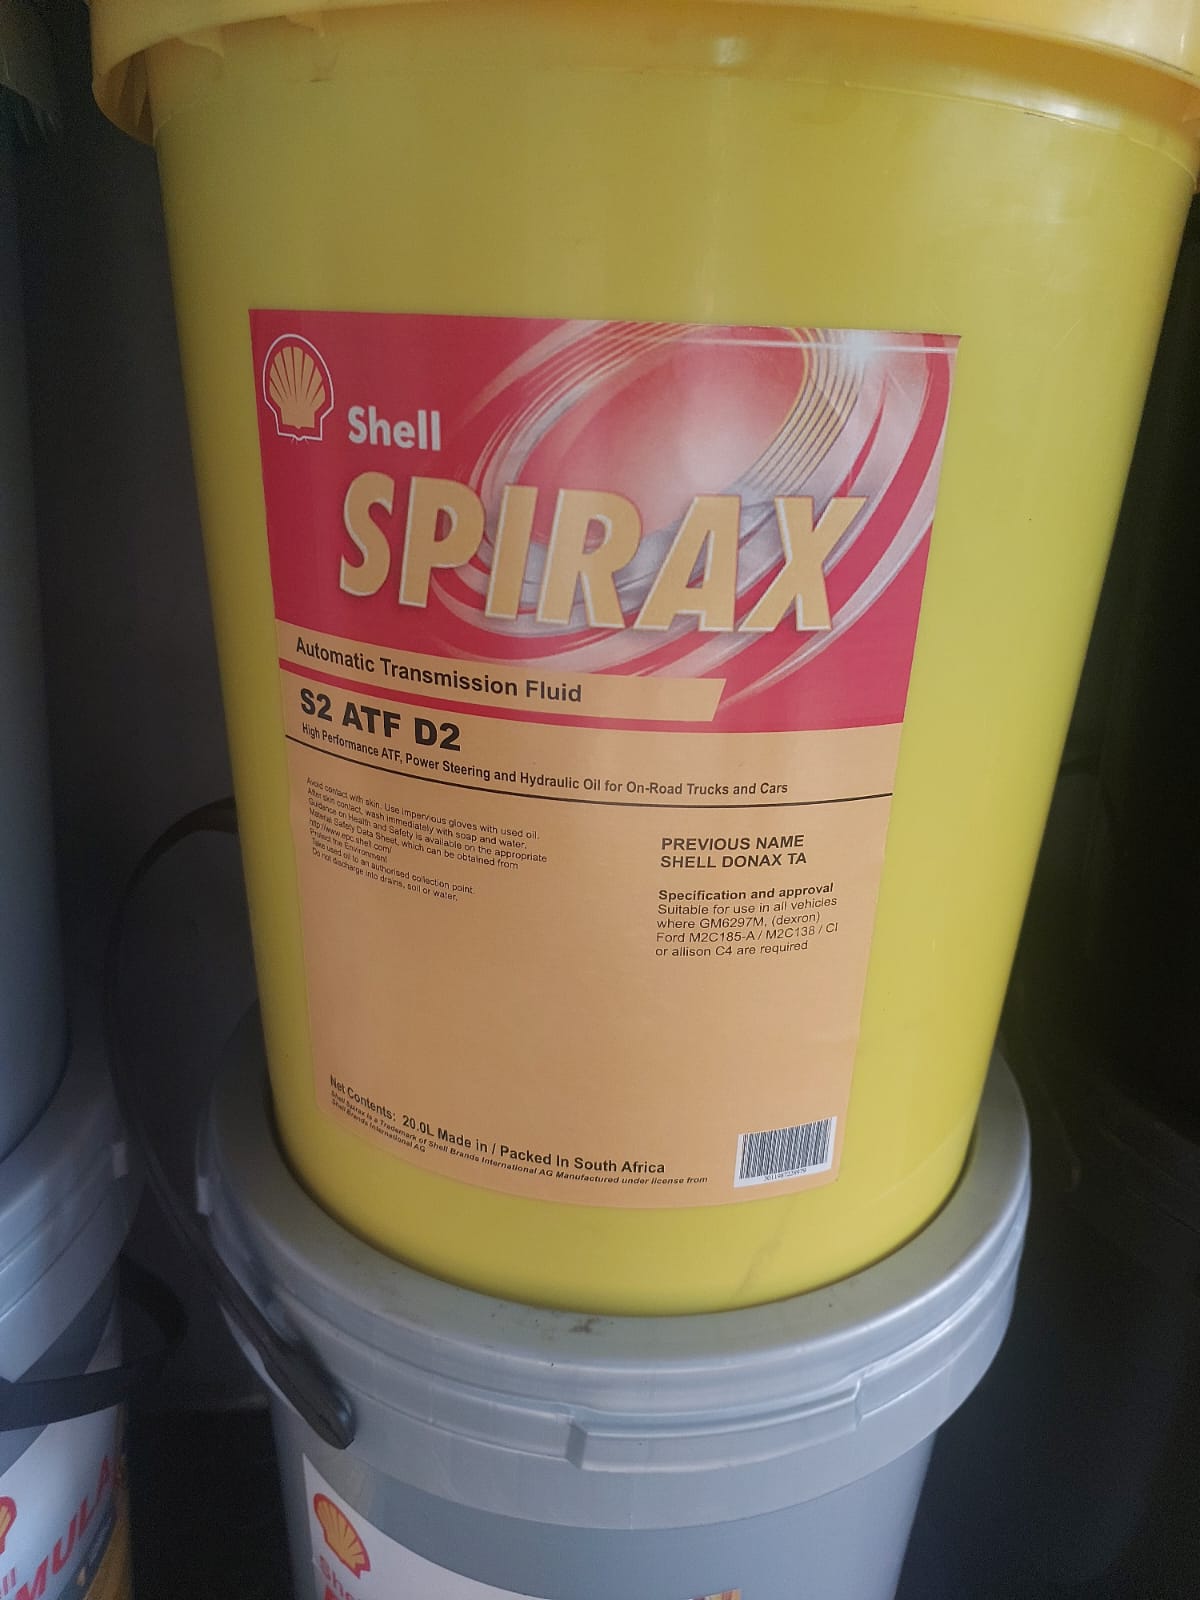 Shell
SPIRAX
Automatic Transmission Fluid
S2 ATF D2
High Performance ATF, Power Steering and Hydraulic Oil for On-Road Trucks and Cars
Avoid contact with skin. Use impervious gloves with used oil.
After skin contact, wash immediately with soap and water.
Guidance on Health and Safety is available on the appropriate
Material Safety Data Sheet, which can be obtained from
http://www.epc.shell.com/
Protect the Environment
Take used oil to an authorised collection point.
Do not discharge into drains, soil or water.
PREVIOUS NAME
SHELL DONAX TA
Specification and approval
Suitable for use in all vehicles
where GM6297M, (dexron)
Ford M2C185-A / M2C138 / CI
or allison C4 are required
Net Contents: 20.0L Made in / Packed In South Africa
Shell Spirax is a Trademark of Shell Brands International AG Manufactured under license from
Shell Brands International AG